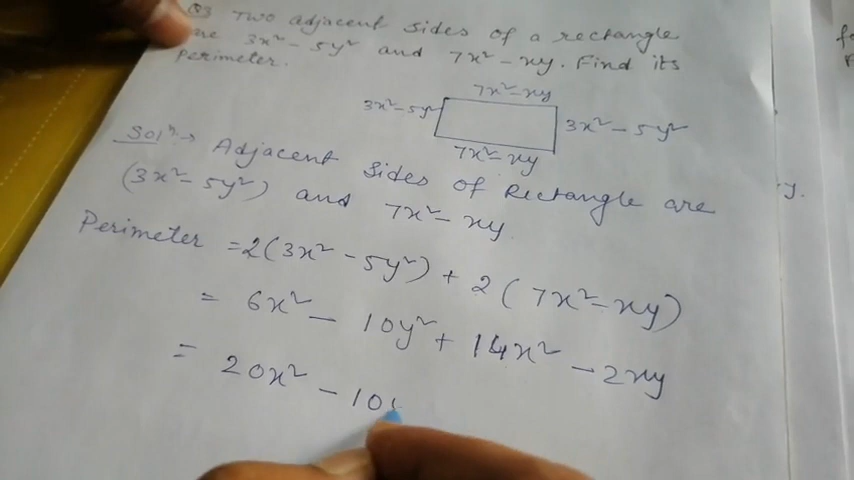 Q3 Two adjacent sides of a rectangle
are 3x² - 5y² and 7x² - xy. Find its
perimeter.
7x² - xy
3x² - 5y²
3x² - 5y²
7x² - xy
Solⁿ → Adjacent sides of Rectangle are
(3x² - 5y²) and 7x² - xy
Perimeter = 2(3x² - 5y²) + 2(7x² - xy)
= 6x² - 10y² + 14x² - 2xy
= 20x² - 10
y.